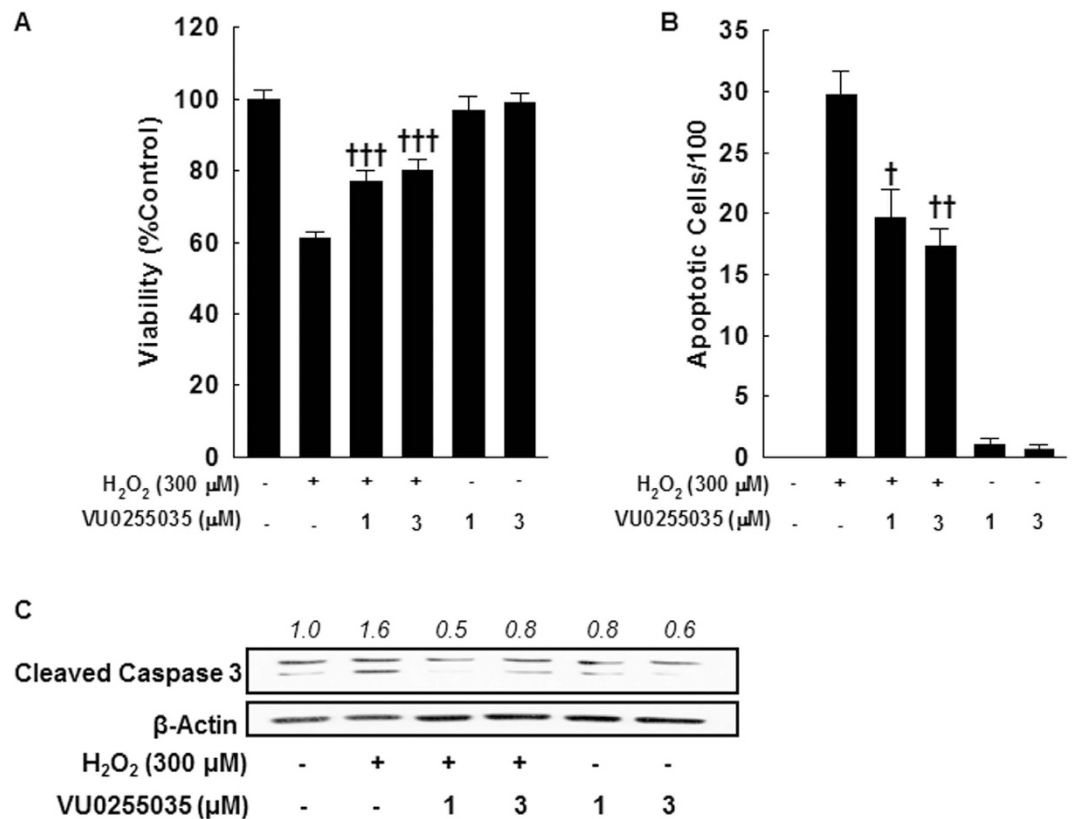 A
120
100
80
60
40
20
0
Viability (%Control)
†††
†††
H₂O₂ (300 µM) - + + + - -
VU0255035 (µM) - - 1 3 1 3
B
35
30
25
20
15
10
5
0
Apoptotic Cells/100
†
††
H₂O₂ (300 µM) - + + + - -
VU0255035 (µM) - - 1 3 1 3
C
1.0 1.6 0.5 0.8 0.8 0.6
Cleaved Caspase 3
β-Actin
H₂O₂ (300 µM) - + + + - -
VU0255035 (µM) - - 1 3 1 3